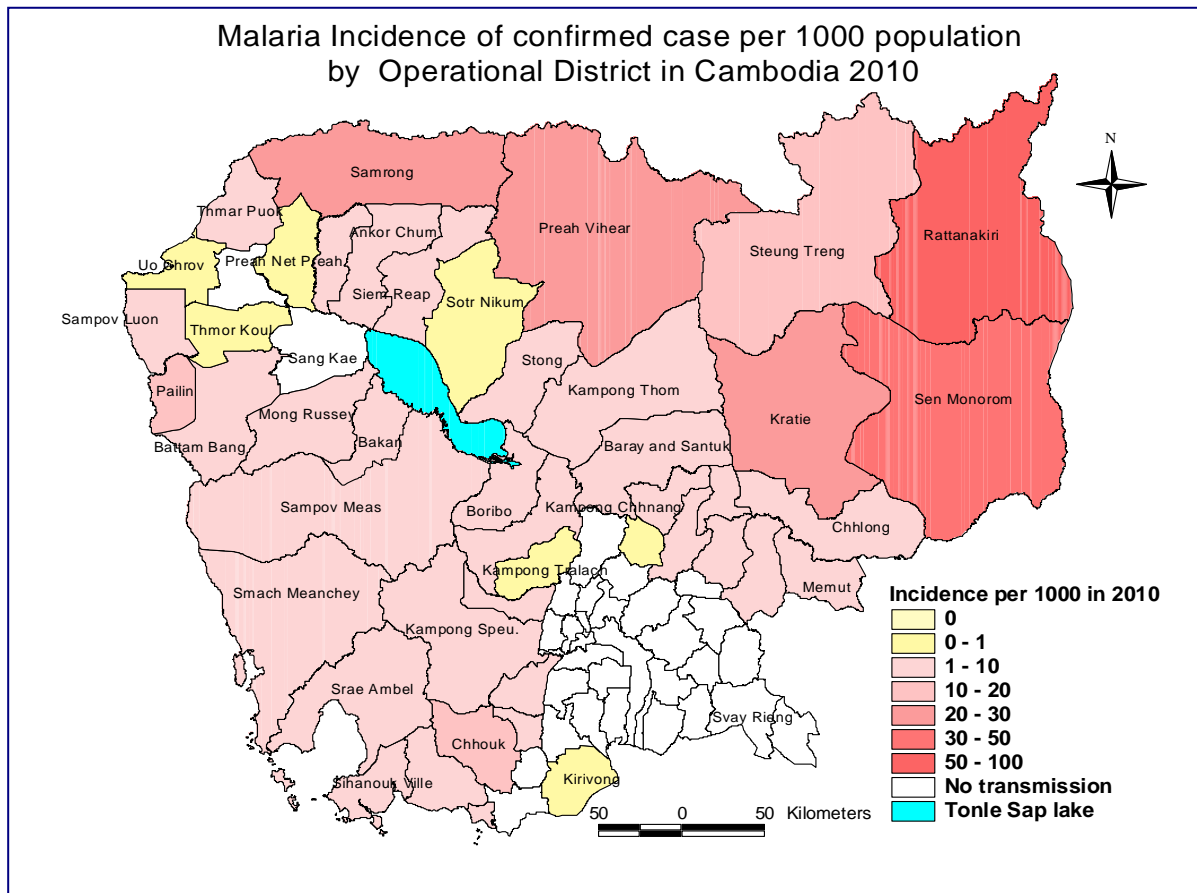 Malaria Incidence of confirmed case per 1000 population
by Operational District in Cambodia 2010
N
Samrong
Thmar Puok
Ankor Chum
Preah Vihear
Rattanakiri
Steung Treng
Uo Chrov
Preah Net Preah
Siem Reap
Sotr Nikum
Sampov Luon
Thmor Koul
Sang Kae
Stong
Pailin
Kampong Thom
Sen Monorom
Mong Russey
Kratie
Battam Bang
Bakan
Baray and Santuk
Sampov Meas
Boribo
Kampong Chhnang
Chhlong
Kampong Tralach
Memut
Smach Meanchey
Kampong Speu.
Srae Ambel
Svay Rieng
Chhouk
Sihanouk Ville
Kirivong
Incidence per 1000 in 2010
0
0 - 1
1 - 10
10 - 20
20 - 30
30 - 50
50 - 100
No transmission
Tonle Sap lake
50 0 50 Kilometers